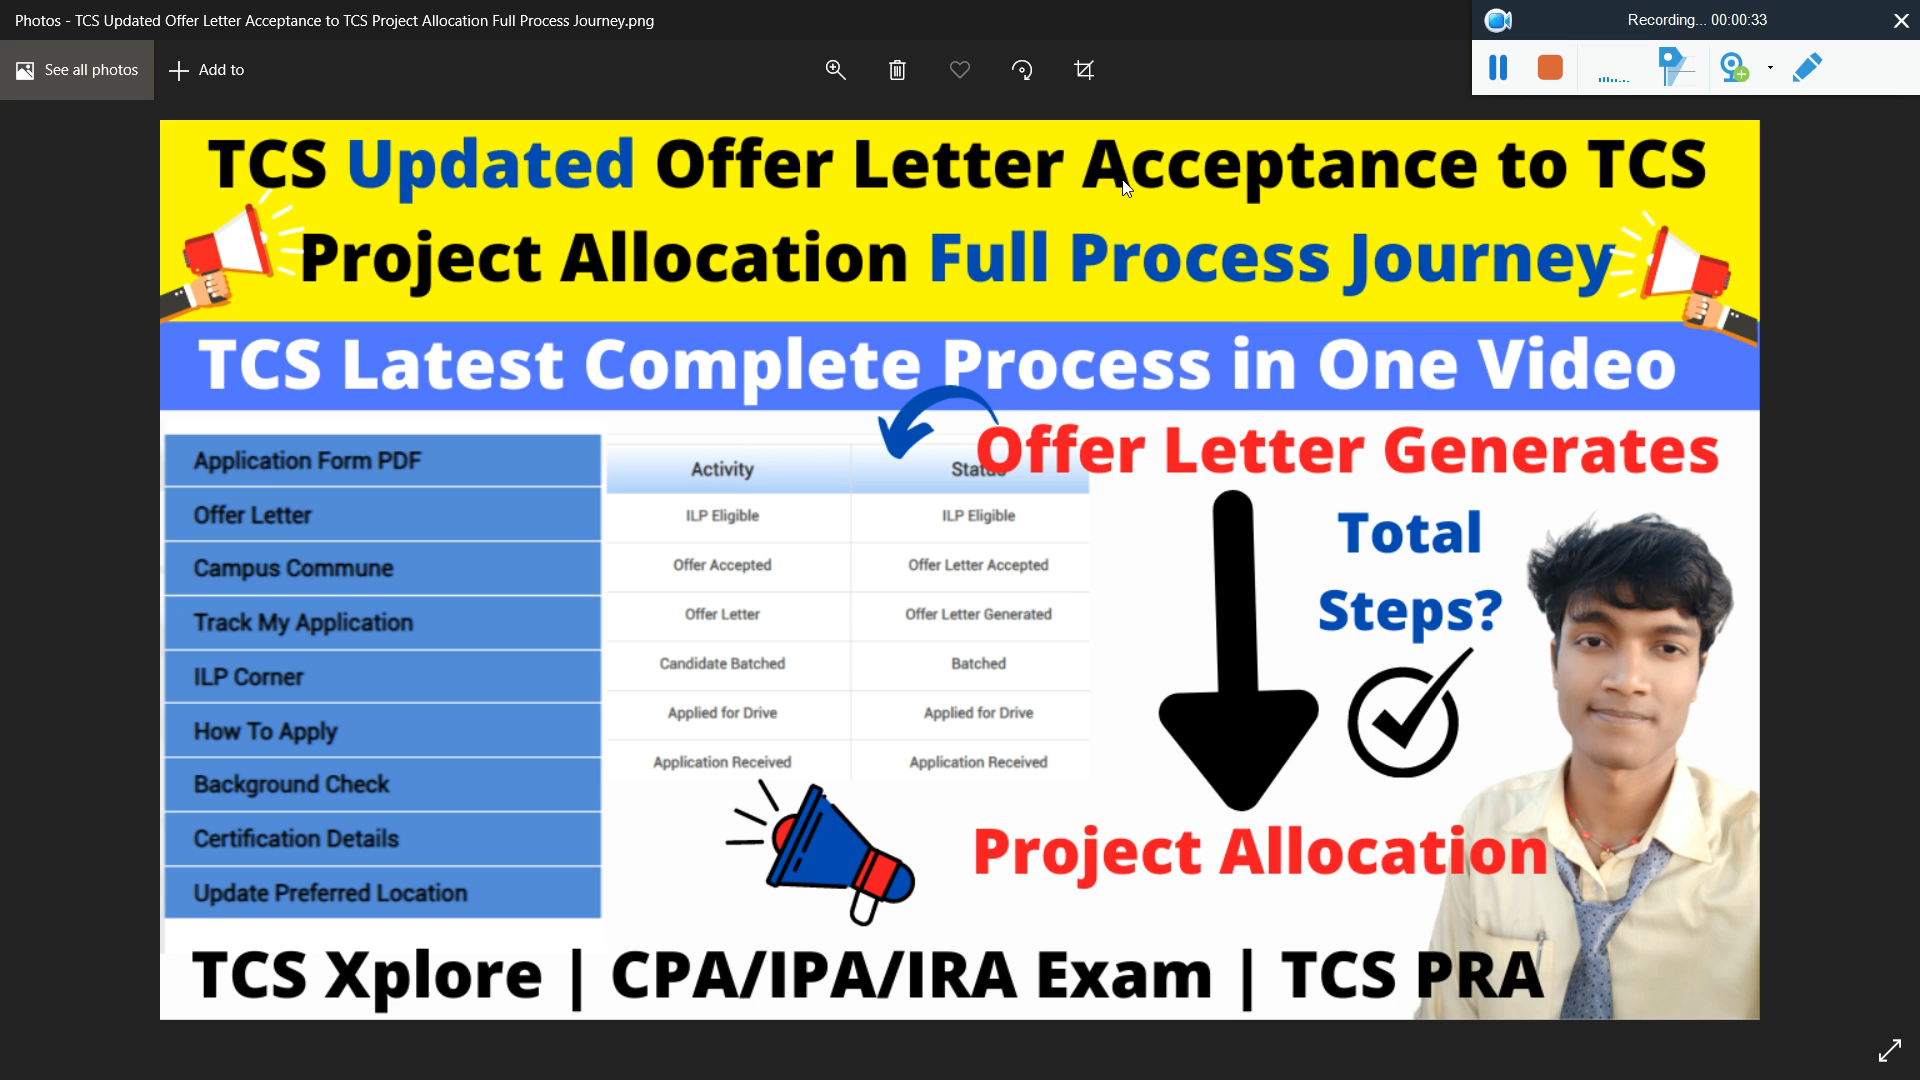 Photos - TCS Updated Offer Letter Acceptance to TCS Project Allocation Full Process Journey.png
Recording... 00:00:33
See all photos
Add to
TCS Updated Offer Letter Acceptance to TCS
Project Allocation Full Process Journey
TCS Latest Complete Process in One Video
Offer Letter Generates
Application Form PDF
Offer Letter
Campus Commune
Track My Application
ILP Corner
How To Apply
Background Check
Certification Details
Update Preferred Location
Activity Status
ILP Eligible ILP Eligible
Offer Accepted Offer Letter Accepted
Offer Letter Offer Letter Generated
Candidate Batched Batched
Applied for Drive Applied for Drive
Application Received Application Received
Total
Steps?
Project Allocation
TCS Xplore | CPA/IPA/IRA Exam | TCS PRA